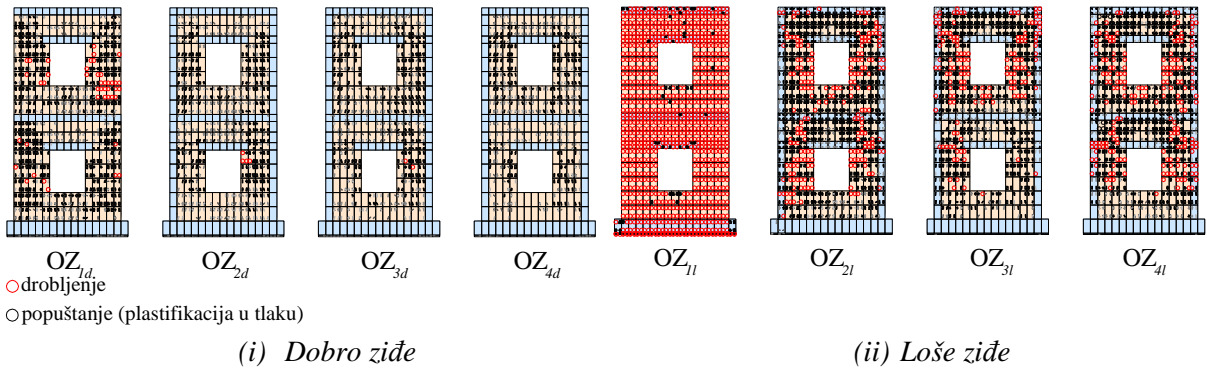 OZ1d OZ2d OZ3d OZ4d OZ1l OZ2l OZ3l OZ4l
drobljenje
popuštanje (plastifikacija u tlaku)
(i) Dobro ziđe (ii) Loše ziđe